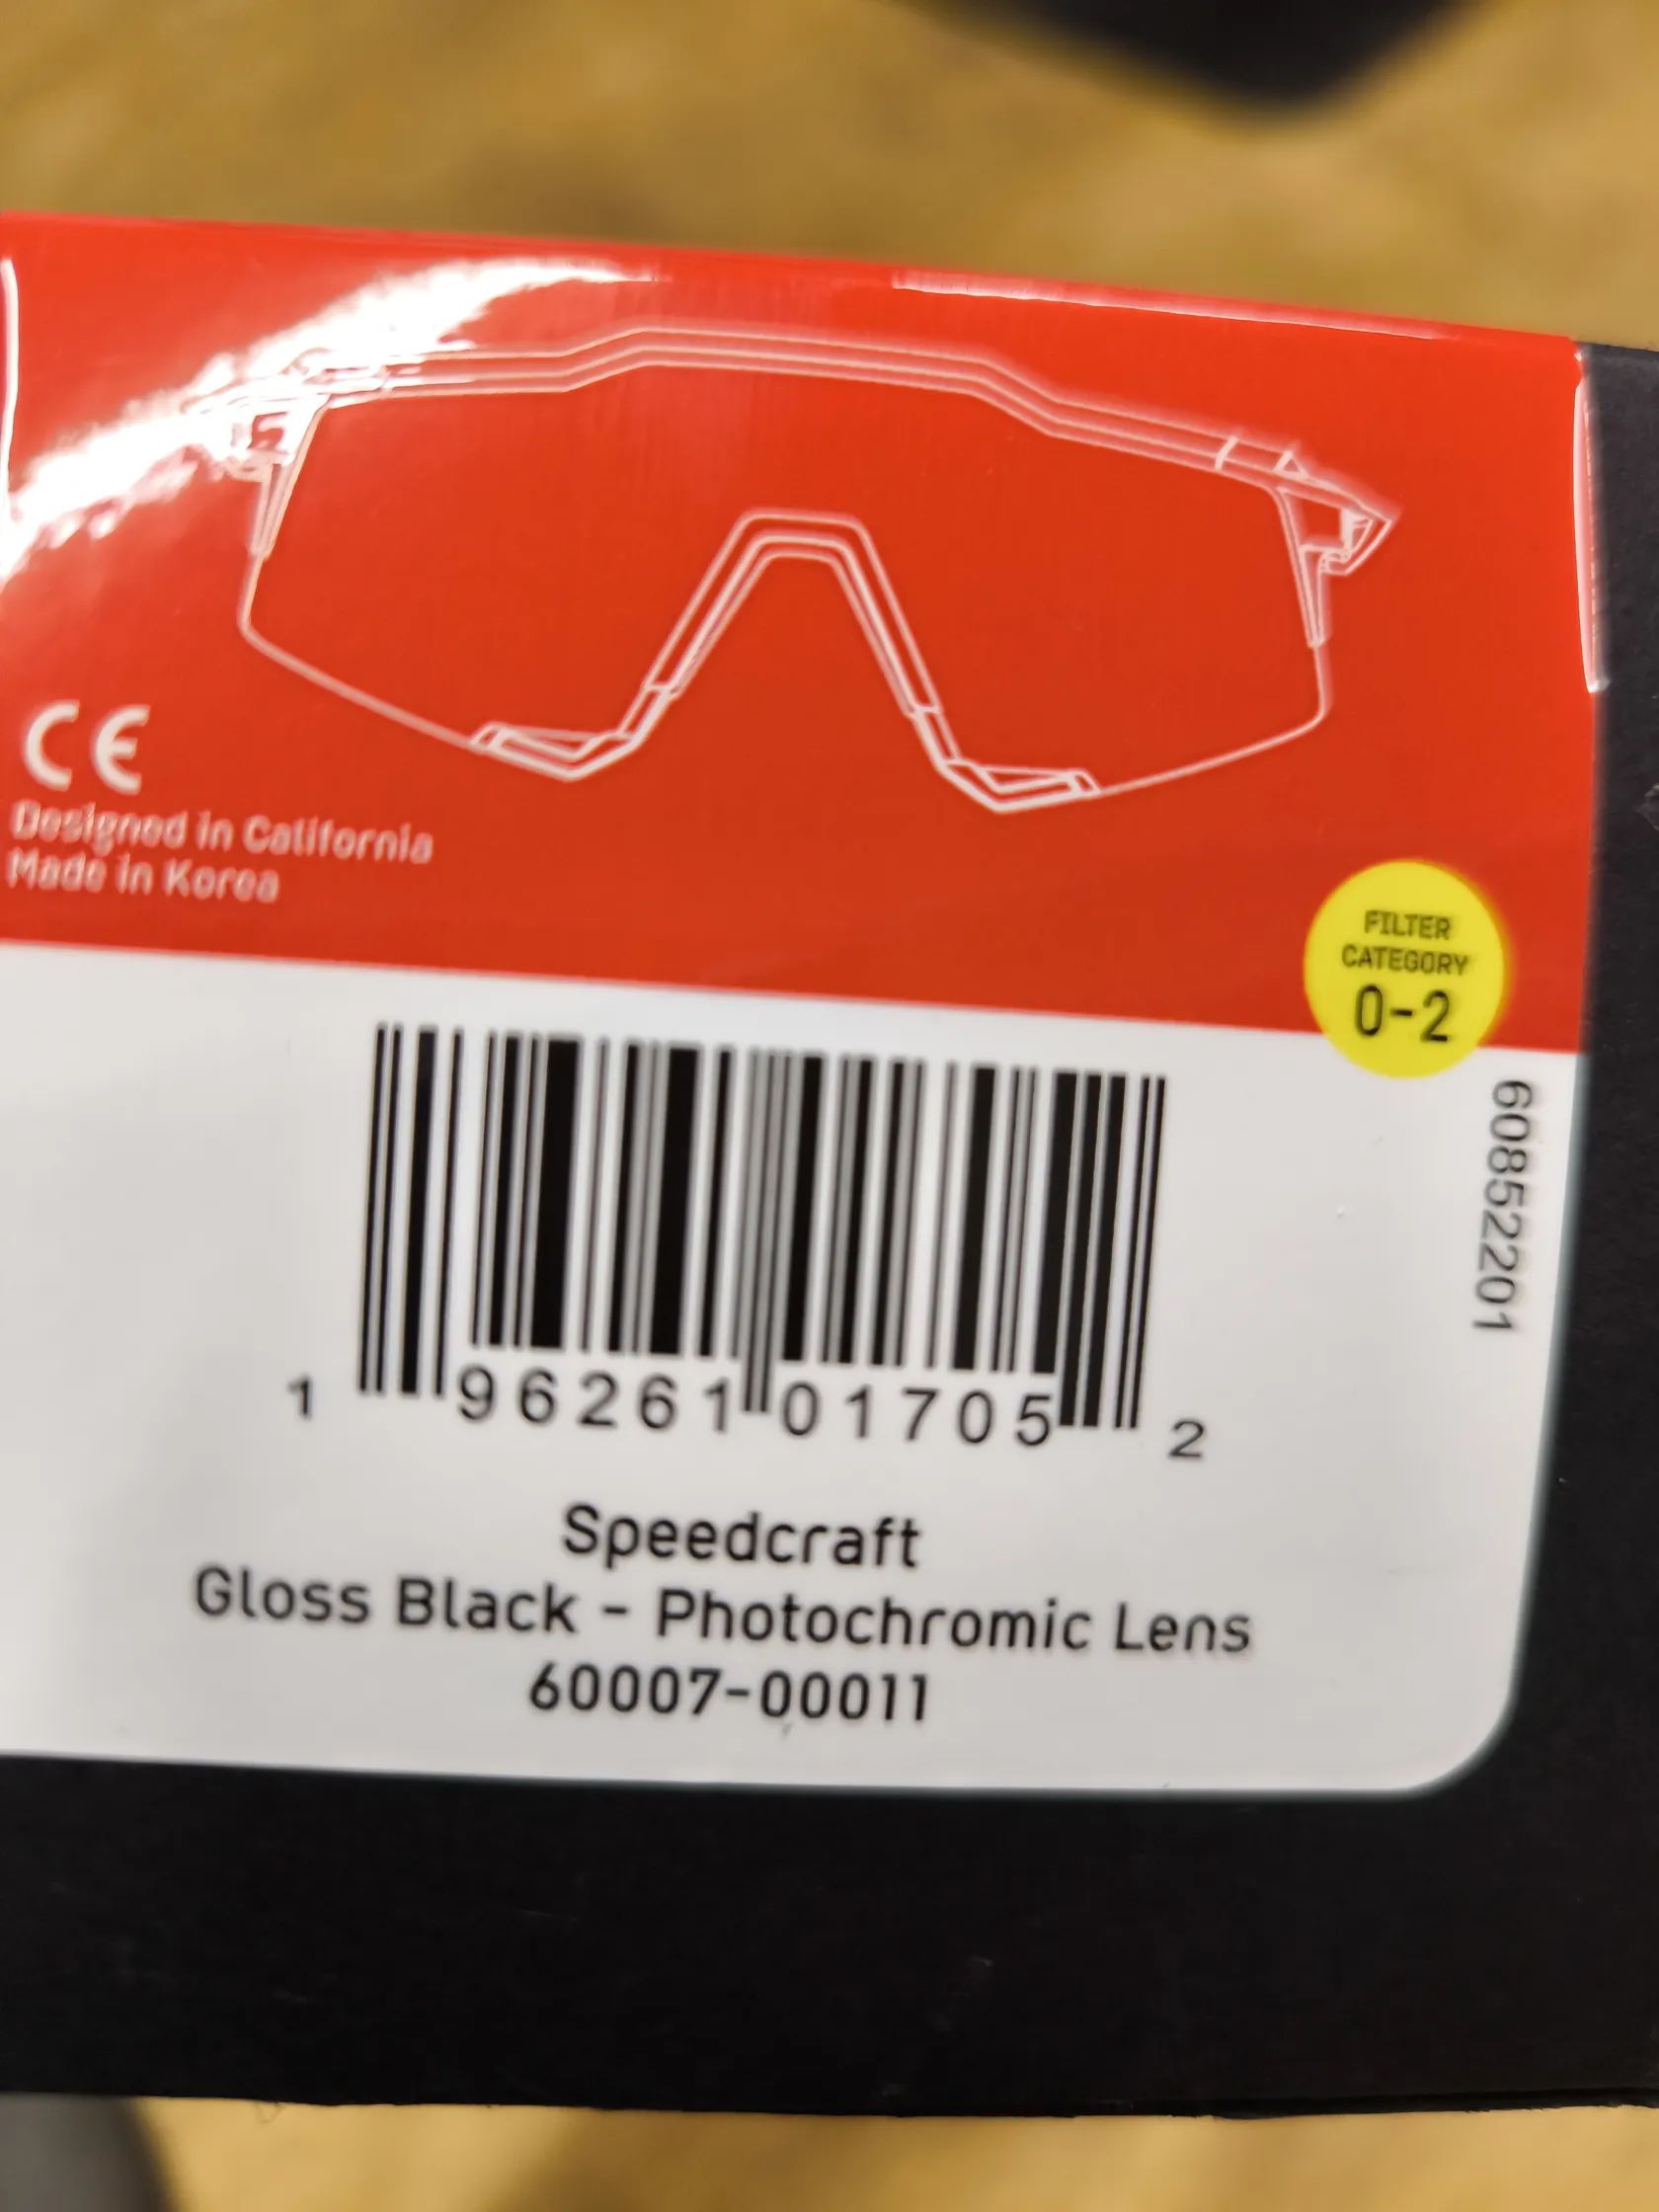 CE
Designed in California
Made in Korea
FILTER
CATEGORY
0-2
60852201
1 96261 01705 2
Speedcraft
Gloss Black - Photochromic Lens
60007-00011